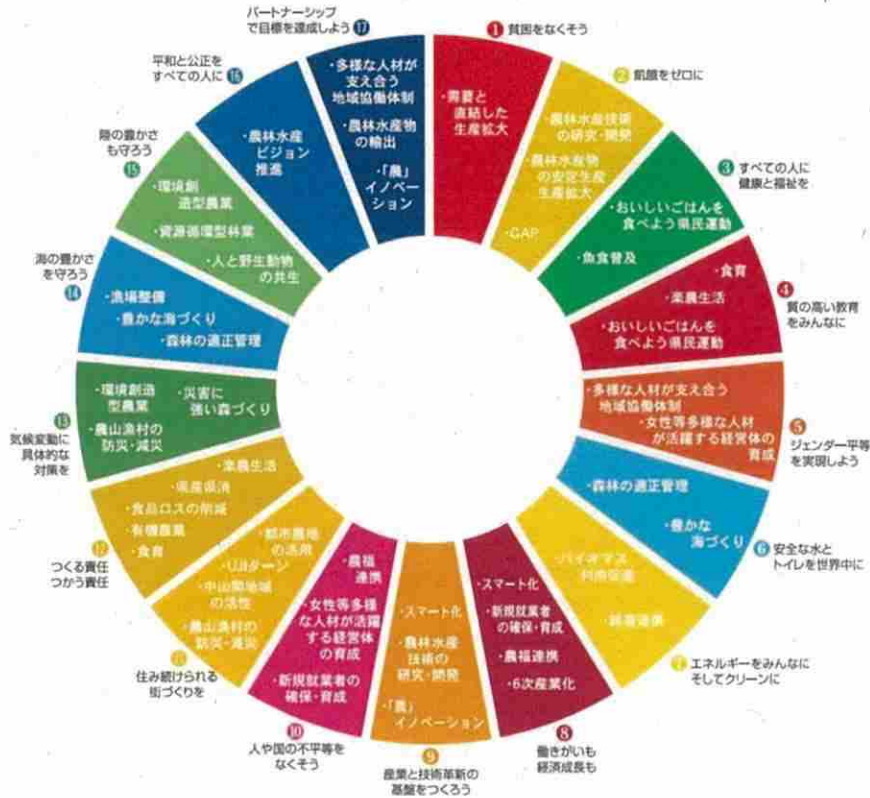 ❶貧困をなくそう
・需要と
直結した
生産拡大
❷飢餓をゼロに
・農林水産技術
の研究・開発
・農林水産物
の安定生産
生産拡大
・GAP
❸すべての人に
健康と福祉を
・おいしいごはんを
食べよう県民運動
・魚食普及
❹
質の高い教育
をみんなに
・食育
・楽農生活
・おいしいごはんを
食べよう県民運動
❺
ジェンダー平等
を実現しよう
・多様な人材が支え合う
地域協働体制
・女性等多様な人材
が活躍する経営体の
育成
❻安全な水と
トイレを世界中に
・森林の適正管理
・豊かな
海づくり
❼エネルギーをみんなに
そしてクリーンに
・バイオマス
利用促進
❽
働きがいも
経済成長も
・スマート化
・新規就業者
の確保・育成
・農福連携
・6次産業化
❾
産業と技術革新の
基盤をつくろう
・スマート化
・農林水産
技術の
研究・開発
・「農」
イノベーション
❿
人や国の不平等を
なくそう
・農福
連携
・女性等多様
な人材が活躍
する経営体
の育成
・新規就業者の
確保・育成
⓫
住み続けられる
街づくりを
・都市農地
の活用
・UJIターン
・中山間地域
の活性
・農山漁村の
防災・減災
⓬
つくる責任
つかう責任
・楽農生活
・県産県消
・食品ロスの削減
・有機農業
・食育
⓭
気候変動に
具体的な
対策を
・環境創造
型農業
・災害に
強い森づくり
・農山漁村の
防災・減災
海の豊かさ
を守ろう
⓮
・漁場整備
・豊かな海づくり
・森林の適正管理
陸の豊かさ
も守ろう
⓯
・環境創
造型農業
・資源循環型林業
・人と野生動物
の共生
平和と公正を
すべての人に⓰
・農林水産
ビジョン
推進
パートナーシップ
で目標を達成しよう⓱
・多様な人材が
支え合う
地域協働体制
・農林水産物
の輸出
・「農」
イノベー
ション